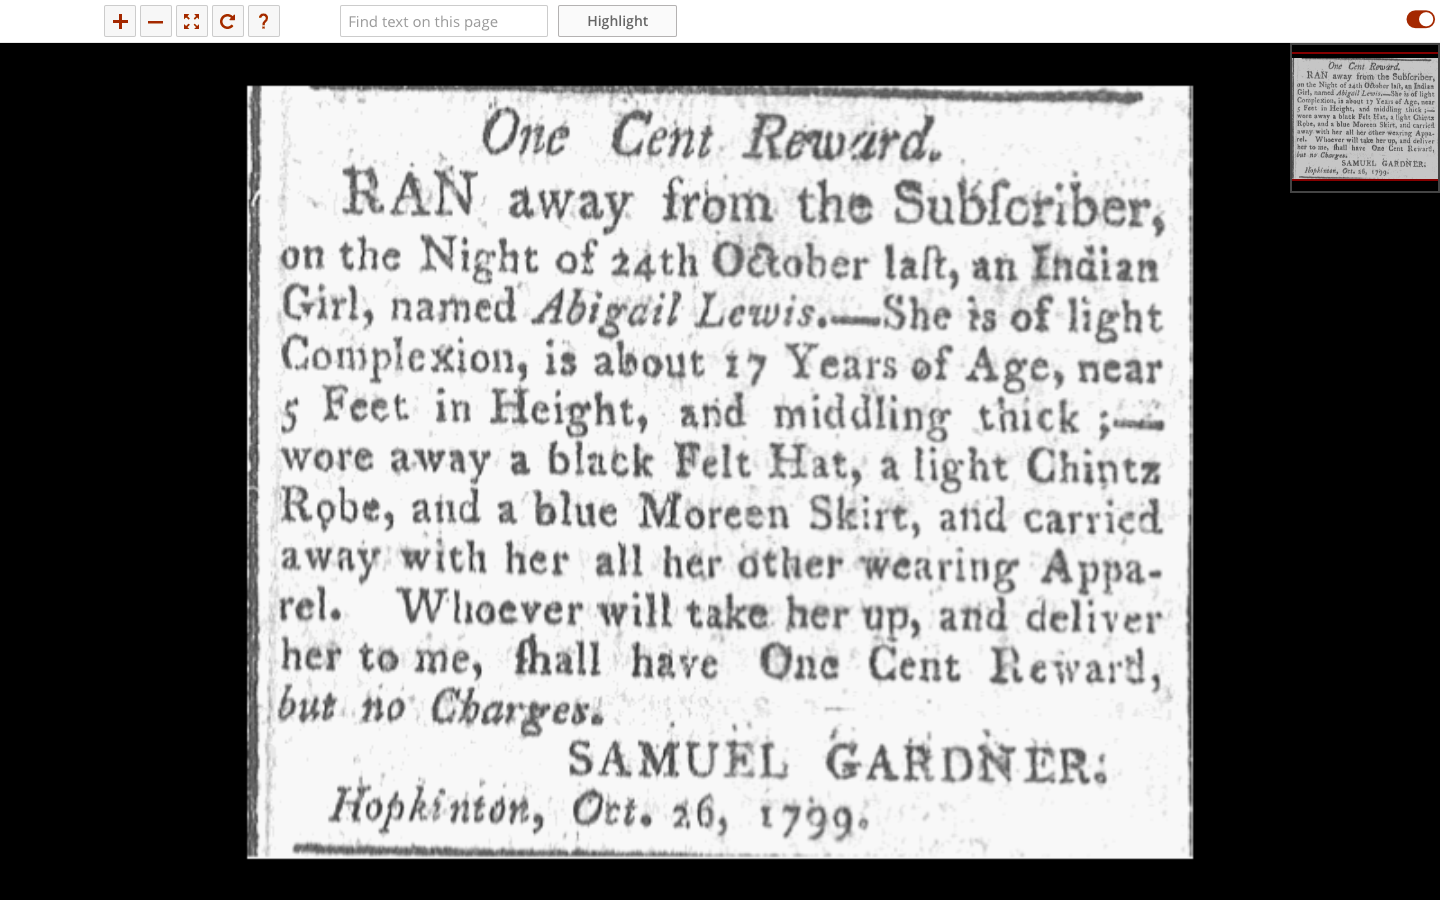 Find text on this page
Highlight
One Cent Reward.
RAN away from the Subſcriber,
on the Night of 24th October laſt, an Indian
Girl, named Abigail Lewis.—She is of light
Complexion, is about 17 Years of Age, near
5 Feet in Height, and middling thick ;—
wore away a black Felt Hat, a light Chintz
Robe, and a blue Moreen Skirt, and carried
away with her all her other wearing Appa-
rel. Whoever will take her up, and deliver
her to me, ſhall have One Cent Reward,
but no Charges.
SAMUEL GARDNER.
Hopkinton, Oct. 26, 1799.